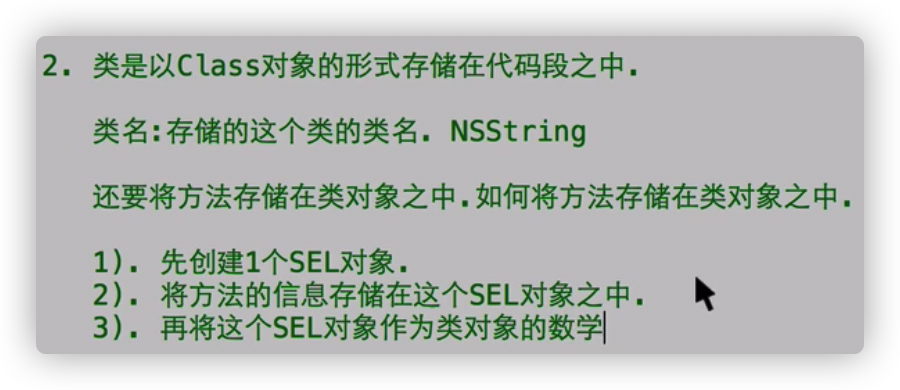 2. 类是以Class对象的形式存储在代码段之中.
类名:存储的这个类的类名. NSString
还要将方法存储在类对象之中.如何将方法存储在类对象之中.
1). 先创建1个SEL对象.
2). 将方法的信息存储在这个SEL对象之中.
3). 再将这个SEL对象作为类对象的数学